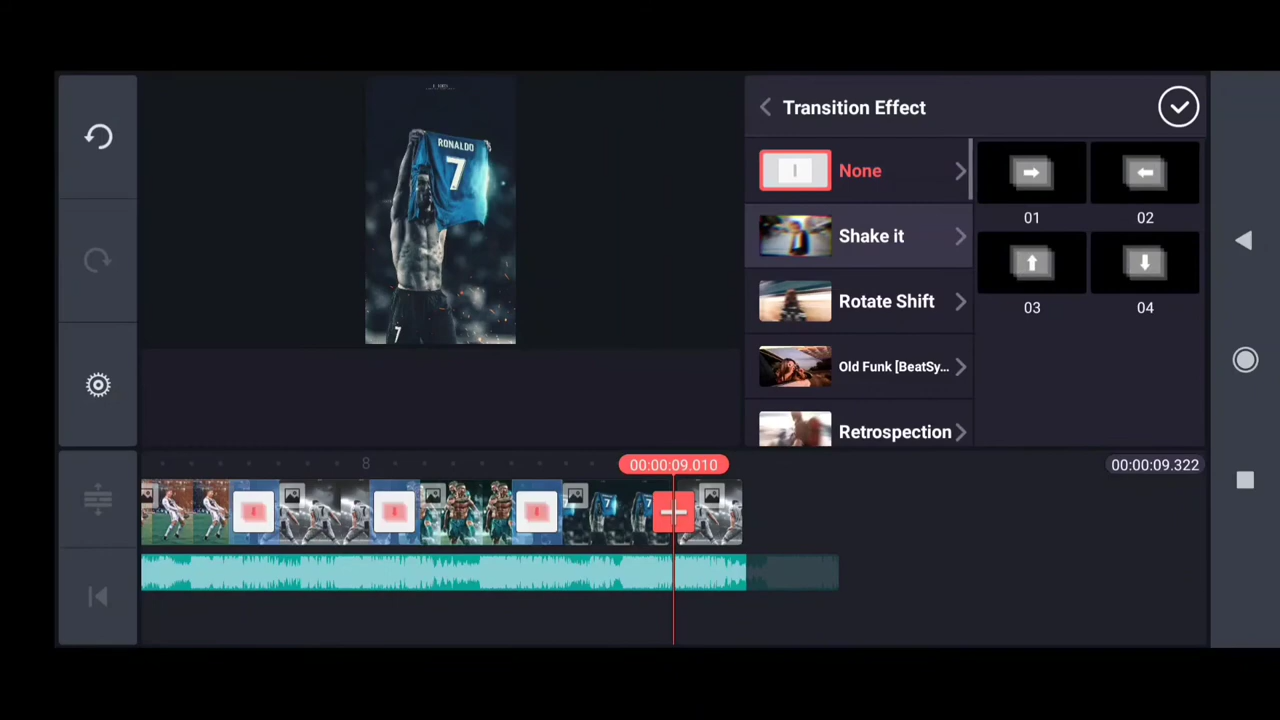 Transition Effect
RONALDO
7
7
None
Shake it
Rotate Shift
Old Funk [BeatSy...
Retrospection
01
02
03
04
8
00:00:09.010
00:00:09.322